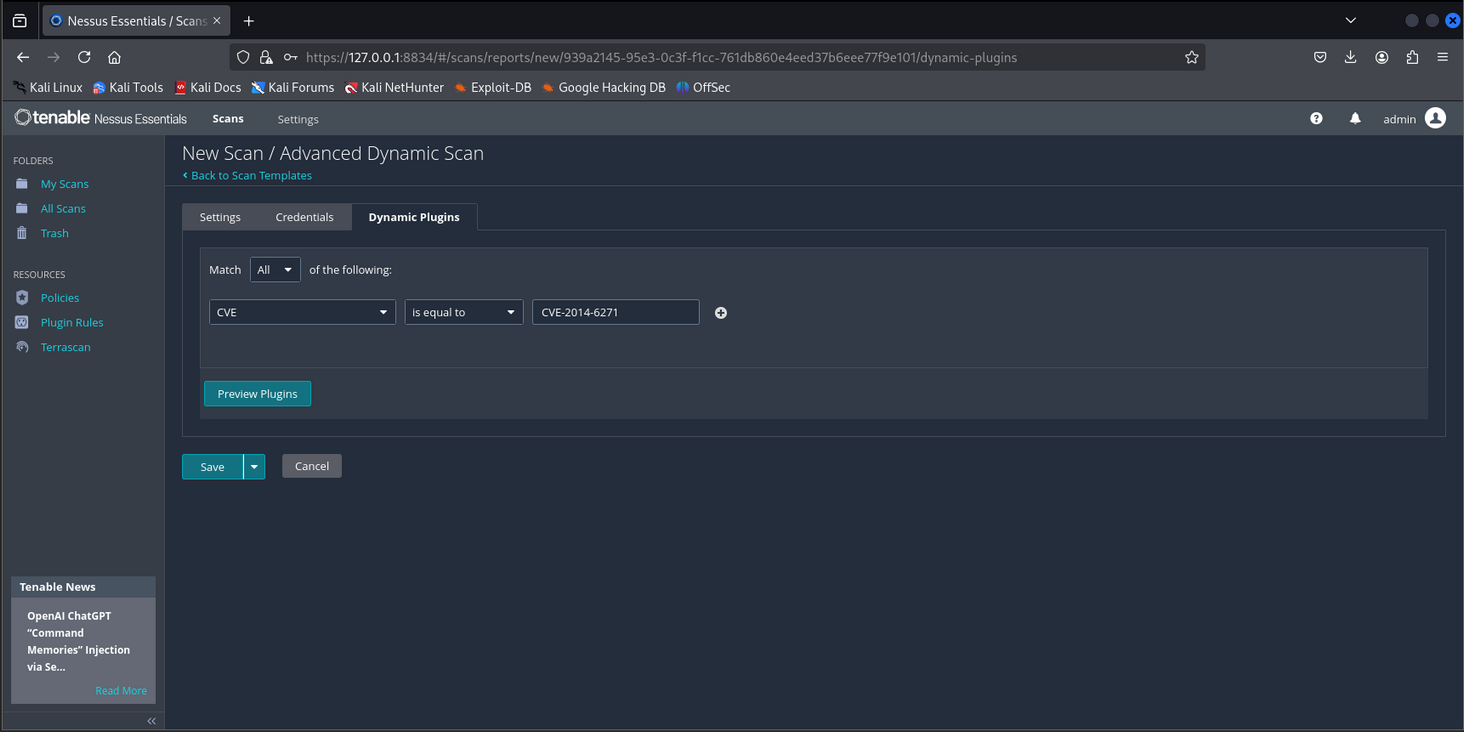 Nessus Essentials / Scans
https://127.0.0.1:8834/#/scans/reports/new/939a2145-95e3-0c3f-f1cc-761db860e4eed37b6eee77f9e101/dynamic-plugins
Kali Linux Kali Tools Kali Docs Kali Forums Kali NetHunter Exploit-DB Google Hacking DB OffSec
tenable Nessus Essentials Scans Settings ? admin
FOLDERS
My Scans
All Scans
Trash
RESOURCES
Policies
Plugin Rules
Terrascan
Tenable News
OpenAI ChatGPT
“Command
Memories” Injection
via Se...
Read More
New Scan / Advanced Dynamic Scan
Back to Scan Templates
Settings Credentials Dynamic Plugins
Match All of the following:
CVE is equal to CVE-2014-6271
Preview Plugins
Save Cancel